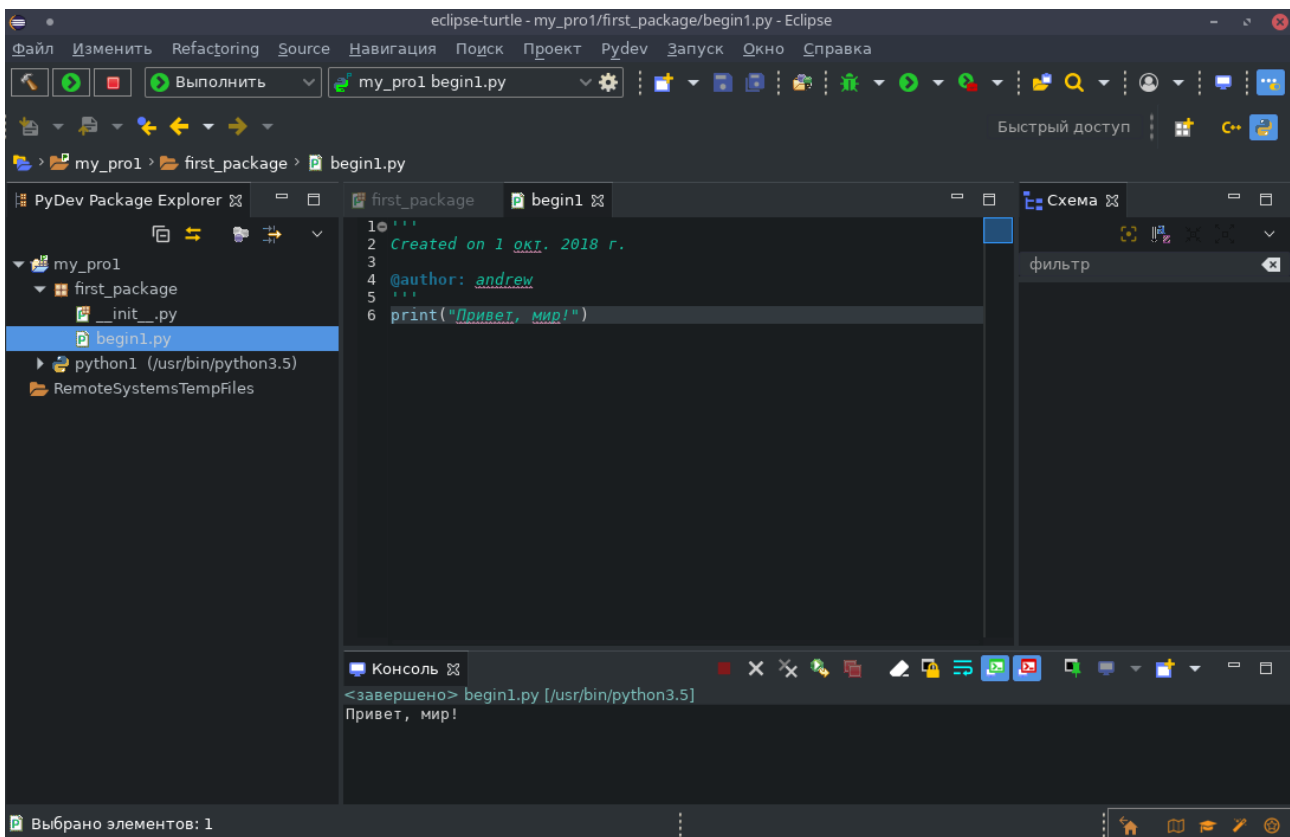 eclipse-turtle - my_pro1/first_package/begin1.py - Eclipse
Файл Изменить Refactoring Source Навигация Поиск Проект Pydev Запуск Окно Справка
Выполнить my_pro1 begin1.py
Быстрый доступ C++
my_pro1 > first_package > begin1.py
PyDev Package Explorer
my_pro1
first_package
__init__.py
begin1.py
python1 (/usr/bin/python3.5)
RemoteSystemsTempFiles
first_package begin1
1 '''
2 Created on 1 окт. 2018 г.
3
4 @author: andrew
5 '''
6 print("Привет, мир!")
Схема
фильтр
Консоль
<завершено> begin1.py [/usr/bin/python3.5]
Привет, мир!
Выбрано элементов: 1